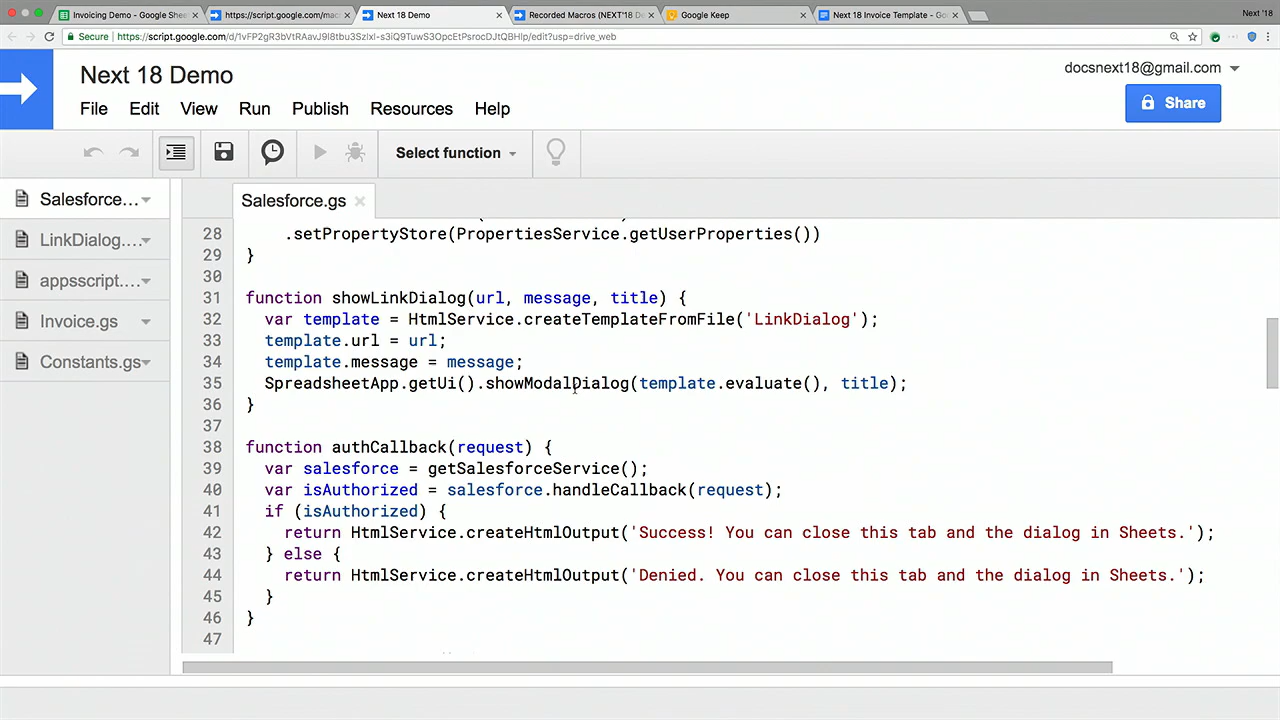 Invoicing Demo - Google Shee
https://script.google.com/mac
Next 18 Demo
Recorded Macros (NEXT'18 D
Google Keep
Next 18 Invoice Template - Go
Next '18
Secure
https://script.google.com/d/1vFP2gR3bVtRAavJ9l8tbu3Szlxl-s3iQ9TuwS3OpcEtPsrocDJtQBHlp/edit?usp=drive_web
Next 18 Demo
docsnext18@gmail.com
File Edit View Run Publish Resources Help
Share
Select function
Salesforce...
LinkDialog....
appsscript....
Invoice.gs
Constants.gs
Salesforce.gs
28 .setPropertyStore(PropertiesService.getUserProperties())
29 }
30
31 function showLinkDialog(url, message, title) {
32 var template = HtmlService.createTemplateFromFile('LinkDialog');
33 template.url = url;
34 template.message = message;
35 SpreadsheetApp.getUi().showModalDialog(template.evaluate(), title);
36 }
37
38 function authCallback(request) {
39 var salesforce = getSalesforceService();
40 var isAuthorized = salesforce.handleCallback(request);
41 if (isAuthorized) {
42 return HtmlService.createHtmlOutput('Success! You can close this tab and the dialog in Sheets.');
43 } else {
44 return HtmlService.createHtmlOutput('Denied. You can close this tab and the dialog in Sheets.');
45 }
46 }
47